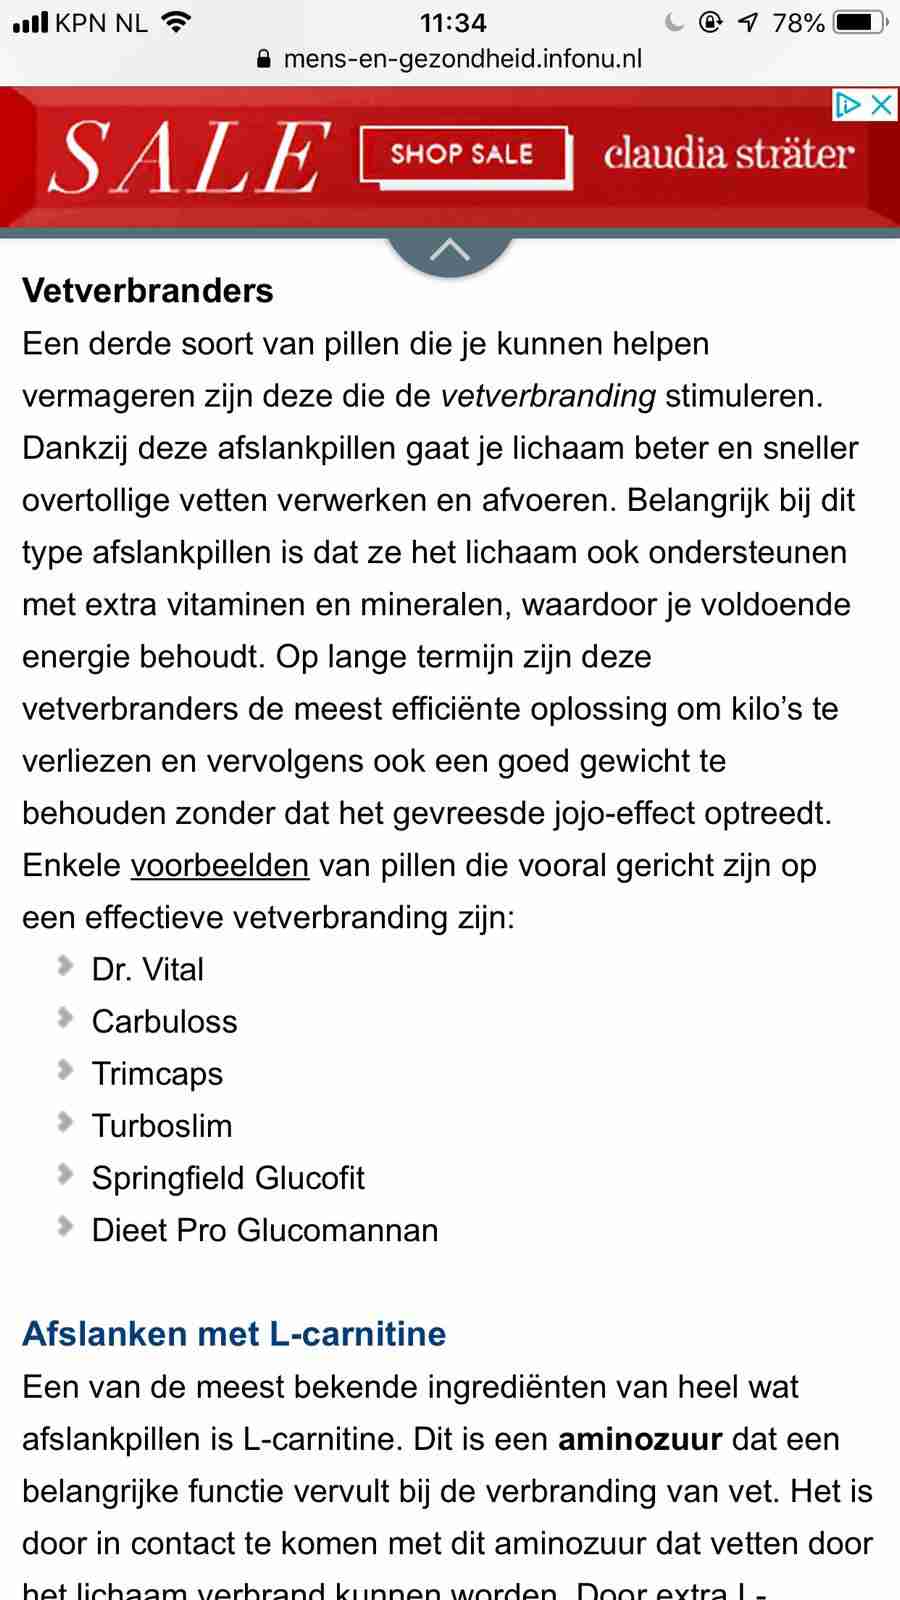 KPN NL 11:34 78%
mens-en-gezondheid.infonu.nl
SALE SHOP SALE claudia sträter
Vetverbranders
Een derde soort van pillen die je kunnen helpen
vermageren zijn deze die de vetverbranding stimuleren.
Dankzij deze afslankpillen gaat je lichaam beter en sneller
overtollige vetten verwerken en afvoeren. Belangrijk bij dit
type afslankpillen is dat ze het lichaam ook ondersteunen
met extra vitaminen en mineralen, waardoor je voldoende
energie behoudt. Op lange termijn zijn deze
vetverbranders de meest efficiënte oplossing om kilo’s te
verliezen en vervolgens ook een goed gewicht te
behouden zonder dat het gevreesde jojo-effect optreedt.
Enkele voorbeelden van pillen die vooral gericht zijn op
een effectieve vetverbranding zijn:
Dr. Vital
Carbuloss
Trimcaps
Turboslim
Springfield Glucofit
Dieet Pro Glucomannan
Afslanken met L-carnitine
Een van de meest bekende ingrediënten van heel wat
afslankpillen is L-carnitine. Dit is een aminozuur dat een
belangrijke functie vervult bij de verbranding van vet. Het is
door in contact te komen met dit aminozuur dat vetten door
het lichaam verbrand kunnen worden. Door extra L-